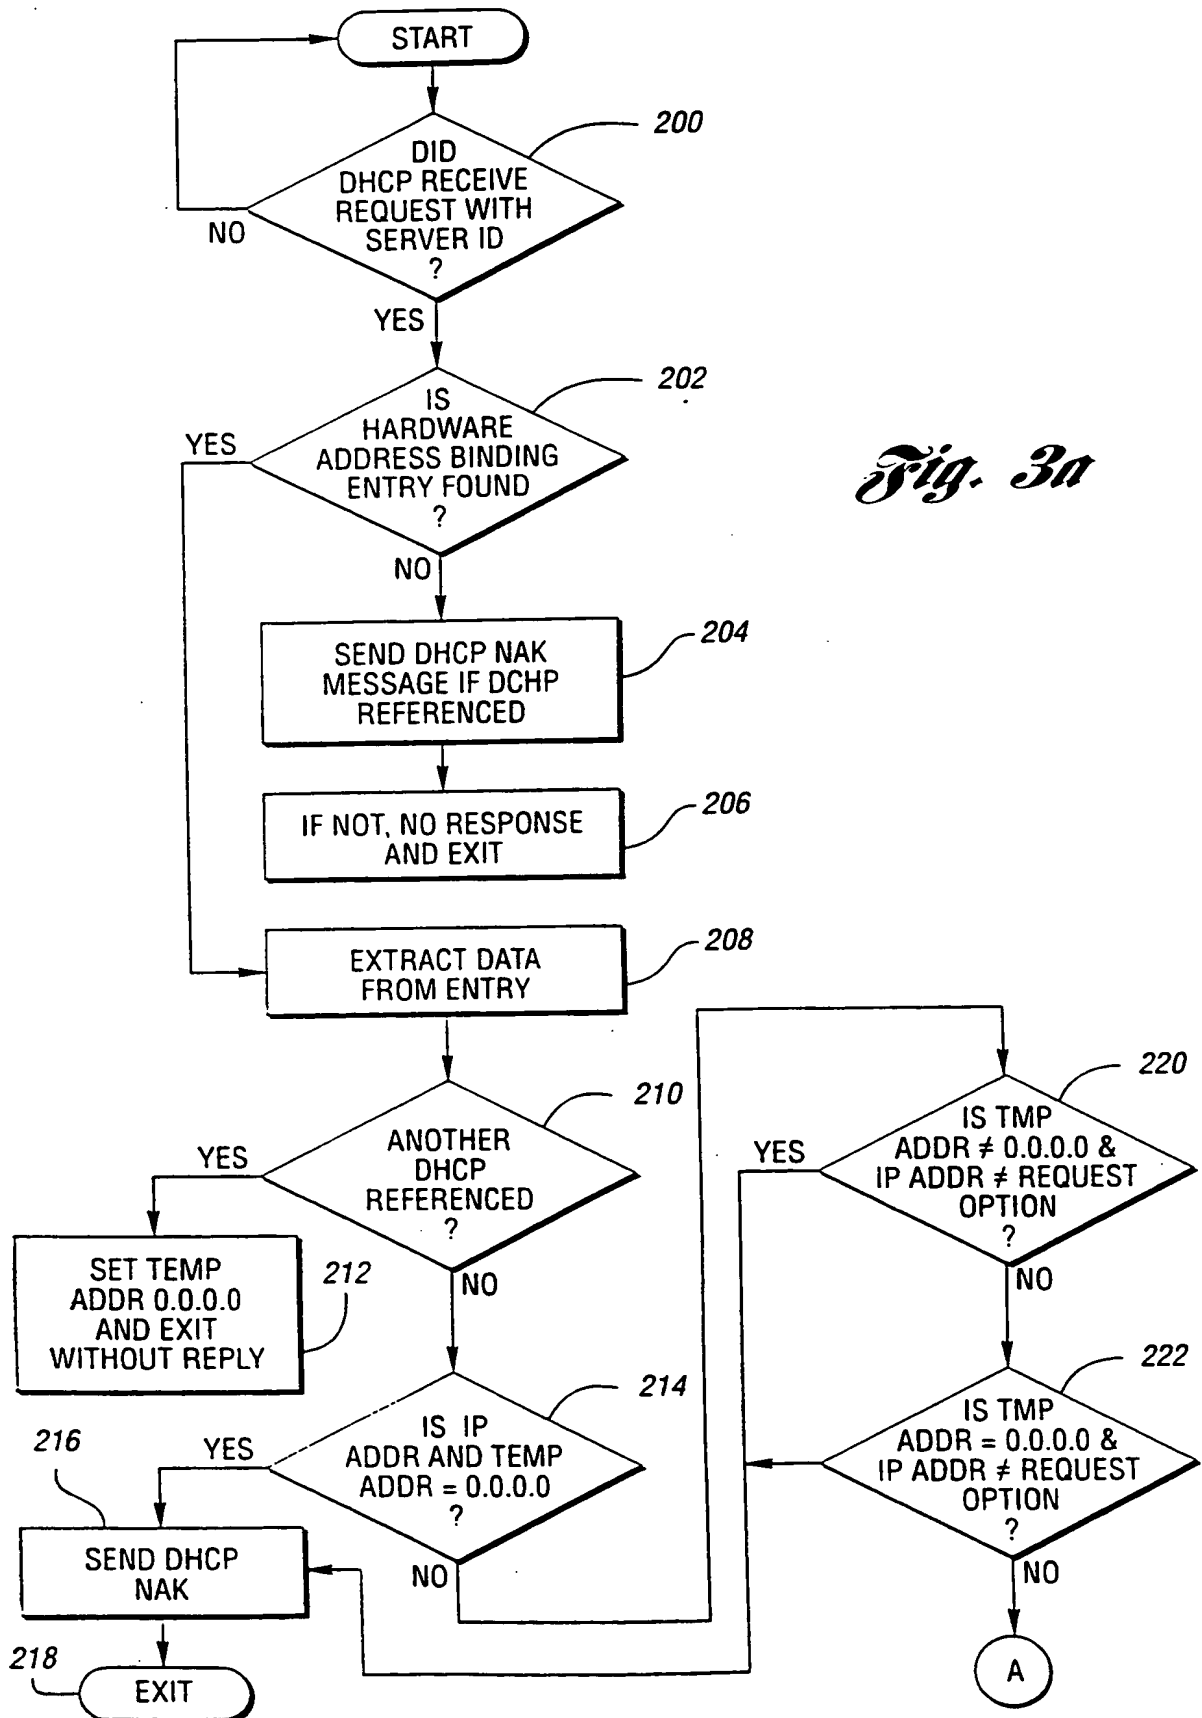 START
200
DID
DHCP RECEIVE
REQUEST WITH
SERVER ID
?
NO
YES
202
IS
HARDWARE
ADDRESS BINDING
ENTRY FOUND
?
YES
NO
Fig. 3a
204
SEND DHCP NAK
MESSAGE IF DCHP
REFERENCED
206
IF NOT, NO RESPONSE
AND EXIT
208
EXTRACT DATA
FROM ENTRY
210
ANOTHER
DHCP
REFERENCED
?
YES
NO
212
SET TEMP
ADDR 0.0.0.0
AND EXIT
WITHOUT REPLY
214
IS IP
ADDR AND TEMP
ADDR = 0.0.0.0
?
YES
NO
216
SEND DHCP
NAK
218
EXIT
220
IS TMP
ADDR ≠ 0.0.0.0 &
IP ADDR ≠ REQUEST
OPTION
?
YES
NO
222
IS TMP
ADDR = 0.0.0.0 &
IP ADDR ≠ REQUEST
OPTION
?
NO
A